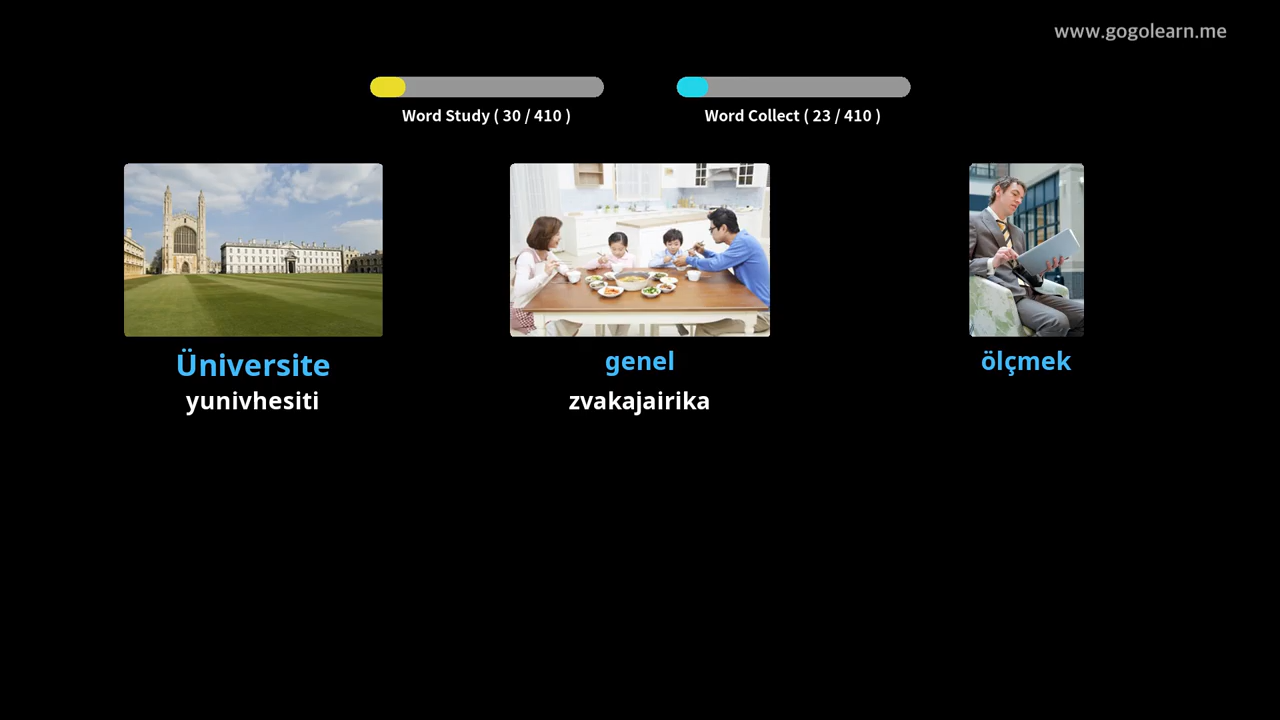 www.gogolearn.me
Word Study ( 30 / 410 )
Word Collect ( 23 / 410 )
Üniversite
yunivhesiti
genel
zvakajairika
ölçmek